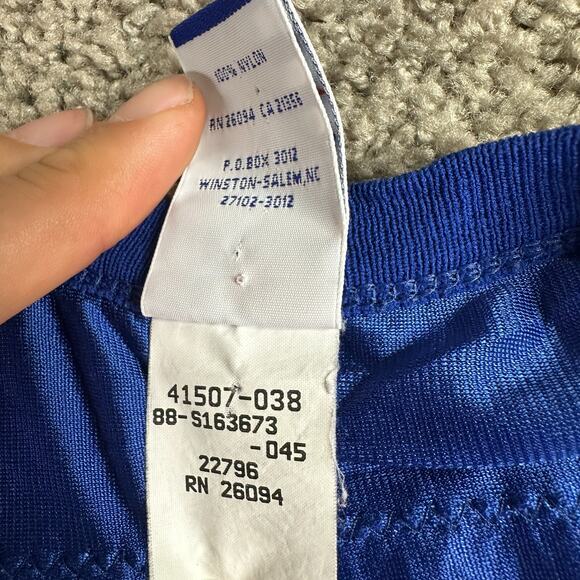 100% NYLON
RN 26094 CA 21356
P.O.BOX 3012
WINSTON-SALEM,NC
27102-3012
41507-038
88-S163673
-045
22796
RN 26094